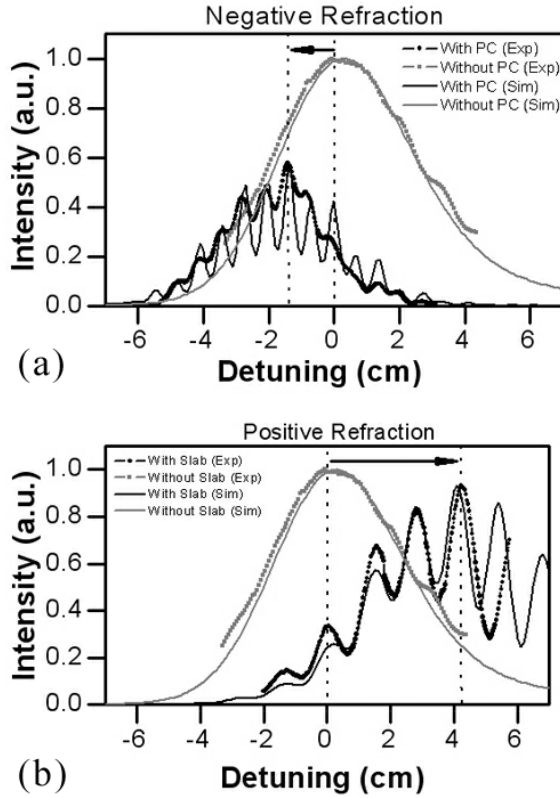 Negative Refraction
1.0
0.8
0.6
0.4
0.2
0.0
Intensity (a.u.)
With PC (Exp)
Without PC (Exp)
With PC (Sim)
Without PC (Sim)
-6 -4 -2 0 2 4 6
Detuning (cm)
(a)
Positive Refraction
1.0
0.8
0.6
0.4
0.2
0.0
Intensity (a.u.)
With Slab (Exp)
Without Slab (Exp)
With Slab (Sim)
Without Slab (Sim)
-6 -4 -2 0 2 4 6
Detuning (cm)
(b)